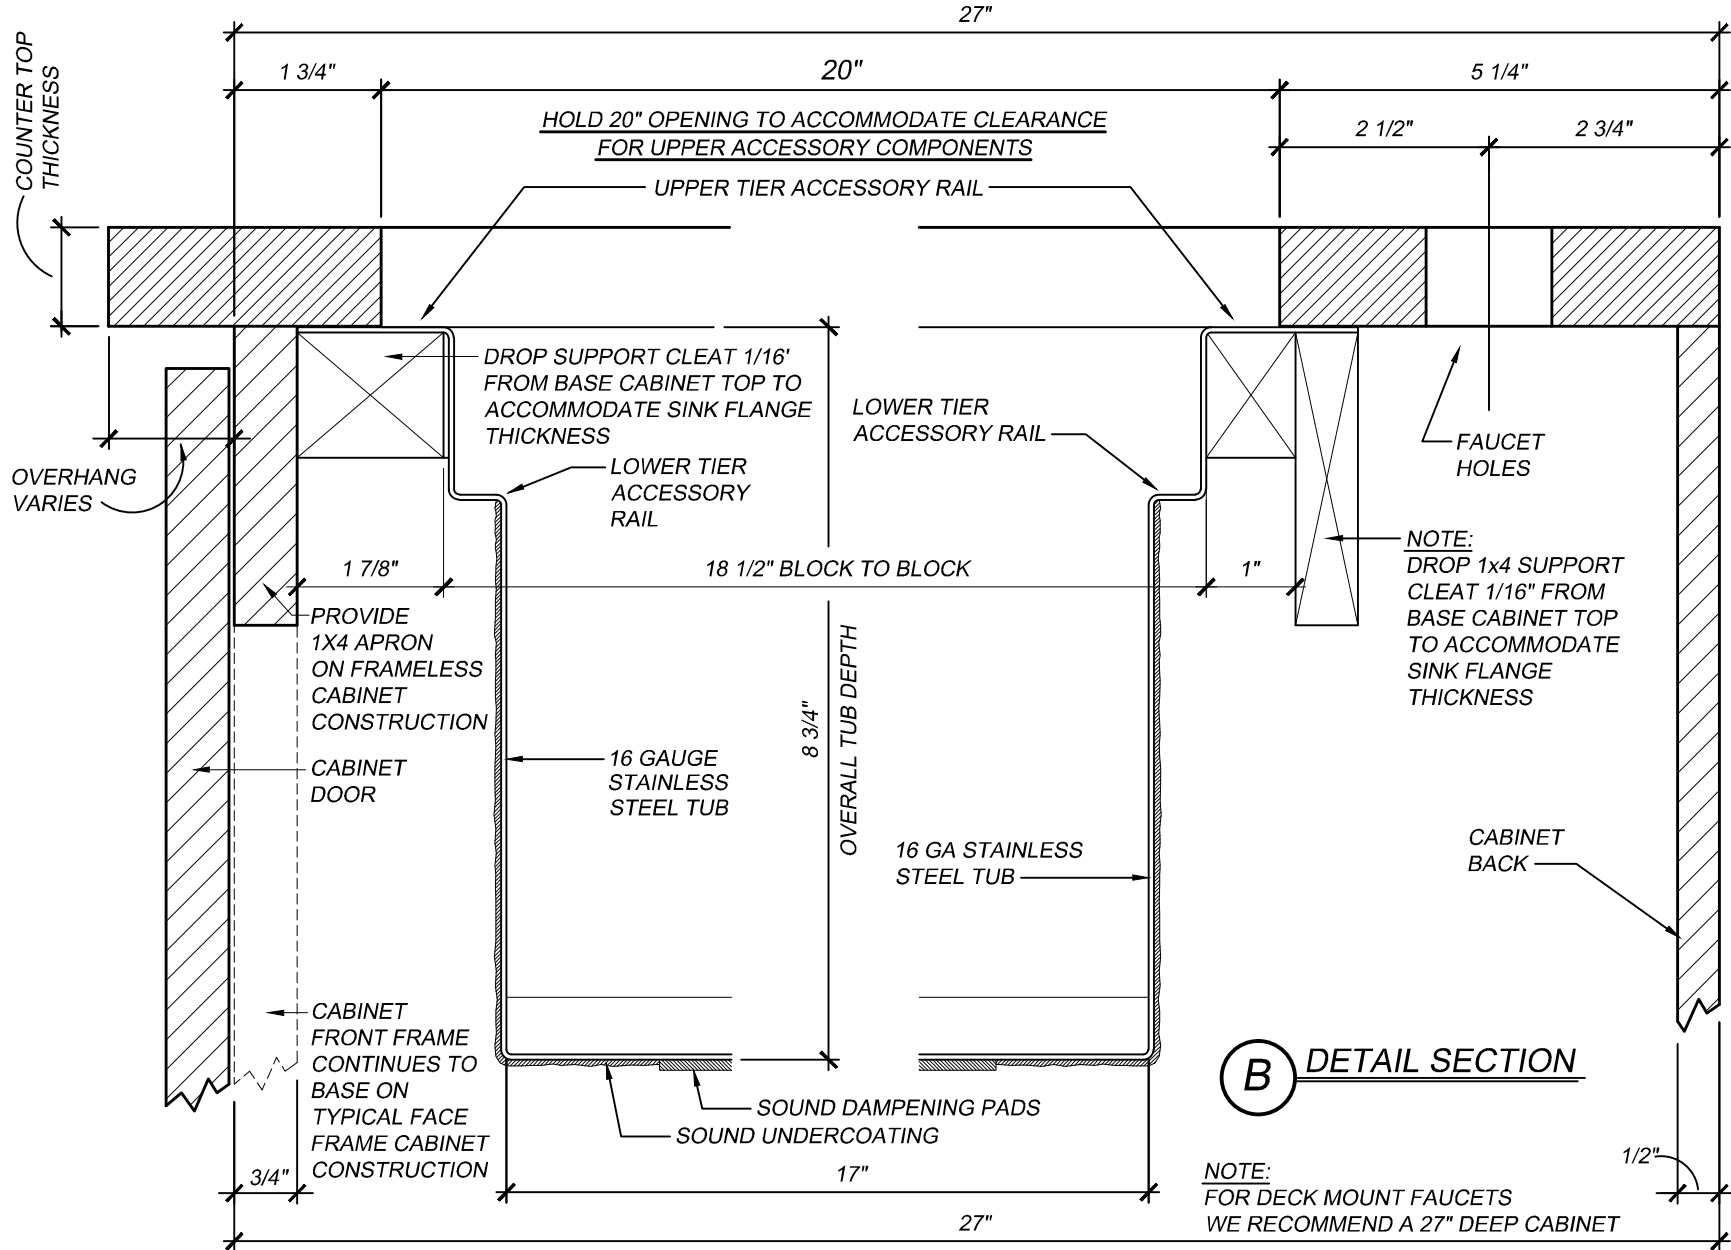 27"
COUNTER TOP
THICKNESS
1 3/4"
20"
5 1/4"
HOLD 20" OPENING TO ACCOMMODATE CLEARANCE
FOR UPPER ACCESSORY COMPONENTS
2 1/2"
2 3/4"
UPPER TIER ACCESSORY RAIL
DROP SUPPORT CLEAT 1/16'
FROM BASE CABINET TOP TO
ACCOMMODATE SINK FLANGE
THICKNESS
LOWER TIER
ACCESSORY RAIL
FAUCET
HOLES
OVERHANG
VARIES
LOWER TIER
ACCESSORY
RAIL
NOTE:
DROP 1x4 SUPPORT
CLEAT 1/16" FROM
BASE CABINET TOP
TO ACCOMMODATE
SINK FLANGE
THICKNESS
1 7/8"
18 1/2" BLOCK TO BLOCK
1"
PROVIDE
1X4 APRON
ON FRAMELESS
CABINET
CONSTRUCTION
8 3/4"
OVERALL TUB DEPTH
CABINET
DOOR
16 GAUGE
STAINLESS
STEEL TUB
16 GA STAINLESS
STEEL TUB
CABINET
BACK
CABINET
FRONT FRAME
CONTINUES TO
BASE ON
TYPICAL FACE
FRAME CABINET
CONSTRUCTION
B DETAIL SECTION
SOUND DAMPENING PADS
SOUND UNDERCOATING
3/4"
17"
1/2"
NOTE:
FOR DECK MOUNT FAUCETS
WE RECOMMEND A 27" DEEP CABINET
27"